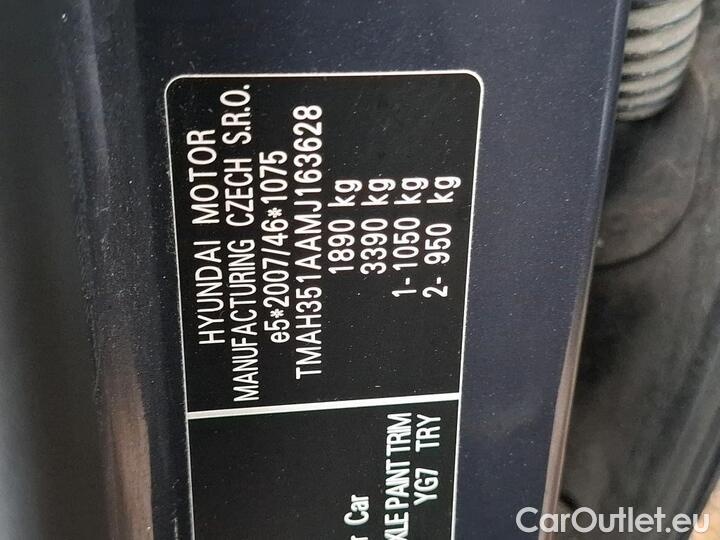 HYUNDAI MOTOR
MANUFACTURING CZECH S.R.O.
e5*2007/46*1075
TMAH351AAMJ163628
1890 kg
3390 kg
1- 1050 kg
2- 950 kg
Car
PAINT TRIM
YG7 TRY
CarOutlet.eu